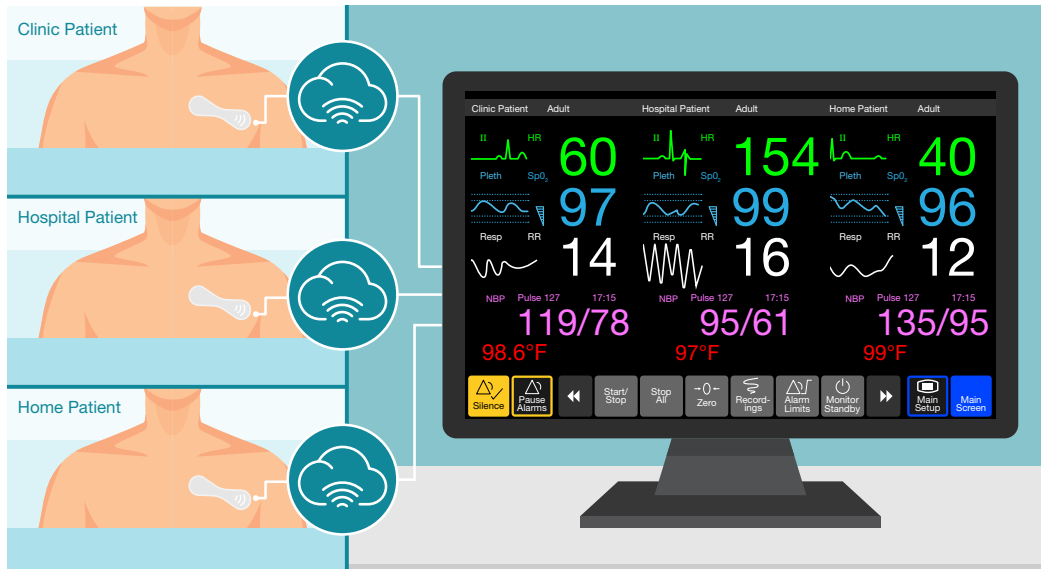 Clinic Patient
Hospital Patient
Home Patient
Clinic Patient Adult Hospital Patient Adult Home Patient Adult
II HR 60 II HR 154 II HR 40
Pleth SpO₂ 97 Pleth SpO₂ 99 Pleth SpO₂ 96
Resp RR 14 Resp RR 16 Resp RR 12
NBP Pulse 127 17:15 NBP Pulse 127 17:15 NBP Pulse 127 17:15
119/78 95/61 135/95
98.6°F 97°F 99°F
Silence
Pause
Alarms
Start/
Stop
Stop
All
→0←
Zero
Record-
ings
Alarm
Limits
Monitor
Standby
Main
Setup
Main
Screen